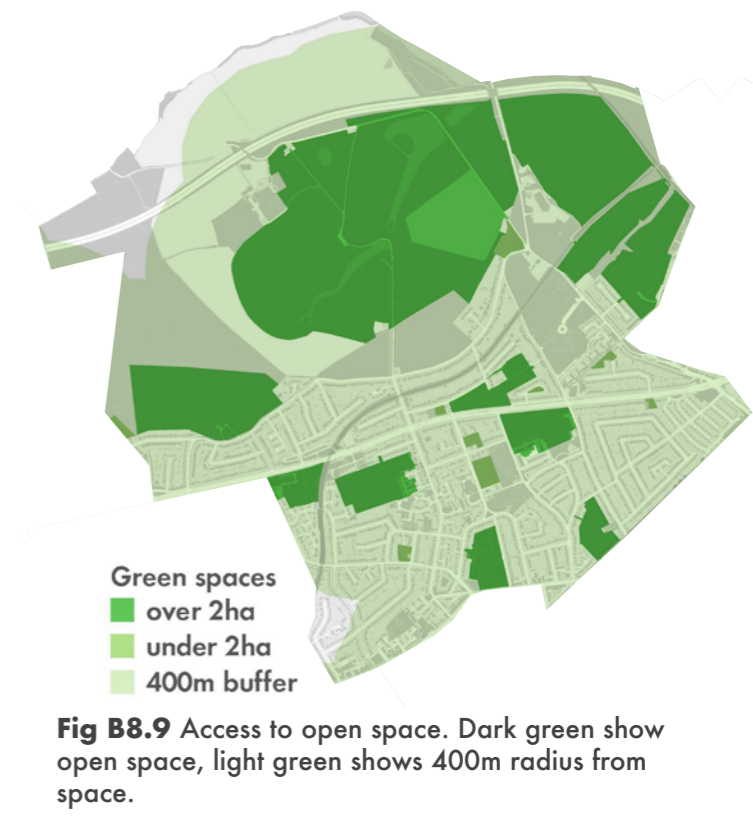 Green spaces
over 2ha
under 2ha
400m buffer
Fig B8.9 Access to open space. Dark green show
open space, light green shows 400m radius from
space.